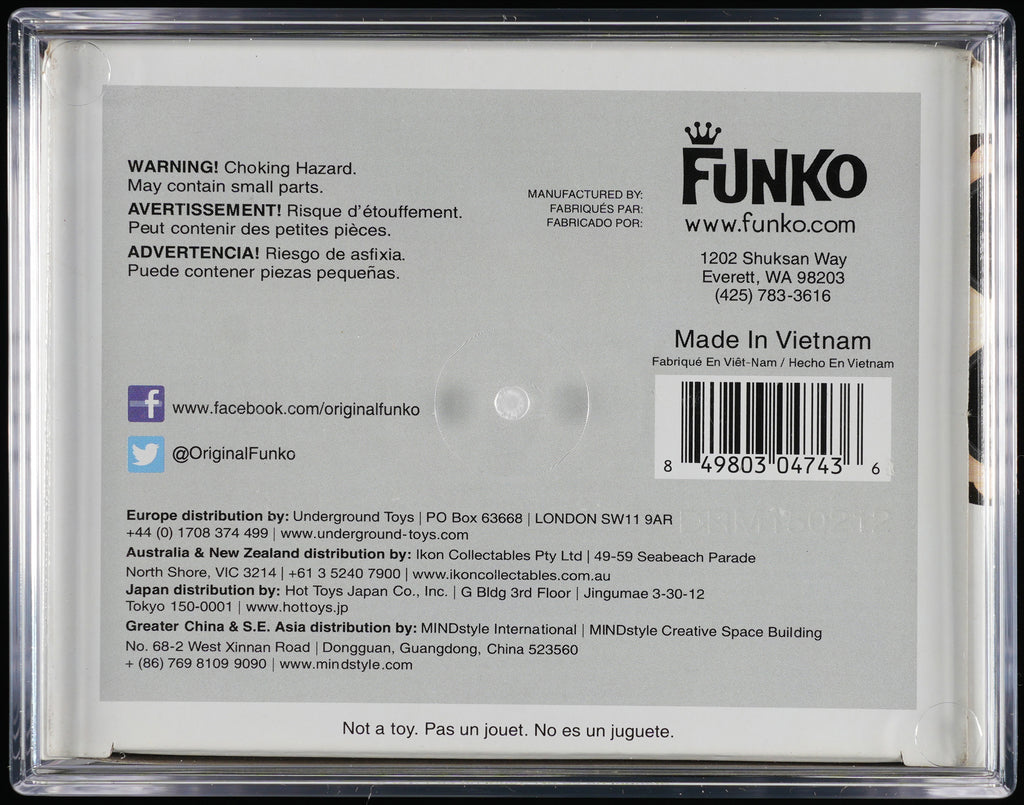 WARNING! Choking Hazard.
May contain small parts.
AVERTISSEMENT! Risque d'étouffement.
Peut contenir des petites pièces.
ADVERTENCIA! Riesgo de asfixia.
Puede contener piezas pequeñas.
MANUFACTURED BY:
FABRIQUÉS PAR:
FABRICADO POR:
FUNKO
www.funko.com
1202 Shuksan Way
Everett, WA 98203
(425) 783-3616
Made In Vietnam
Fabriqué En Viêt-Nam / Hecho En Vietnam
8 49803 04743 6
www.facebook.com/originalfunko
@OriginalFunko
Europe distribution by: Underground Toys | PO Box 63668 | LONDON SW11 9AR
+44 (0) 1708 374 499 | www.underground-toys.com
Australia & New Zealand distribution by: Ikon Collectables Pty Ltd | 49-59 Seabeach Parade
North Shore, VIC 3214 | +61 3 5240 7900 | www.ikoncollectables.com.au
Japan distribution by: Hot Toys Japan Co., Inc. | G Bldg 3rd Floor | Jingumae 3-30-12
Tokyo 150-0001 | www.hottoys.jp
Greater China & S.E. Asia distribution by: MINDstyle International | MINDstyle Creative Space Building
No. 68-2 West Xinnan Road | Dongguan, Guangdong, China 523560
+ (86) 769 8109 9090 | www.mindstyle.com
Not a toy. Pas un jouet. No es un juguete.